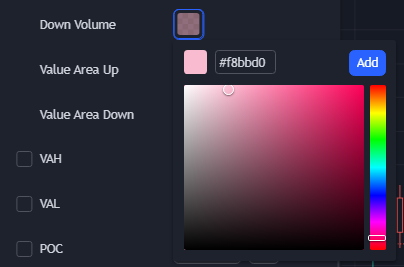 Down Volume
#f8bbd0
Add
Value Area Up
Value Area Down
VAH
VAL
POC